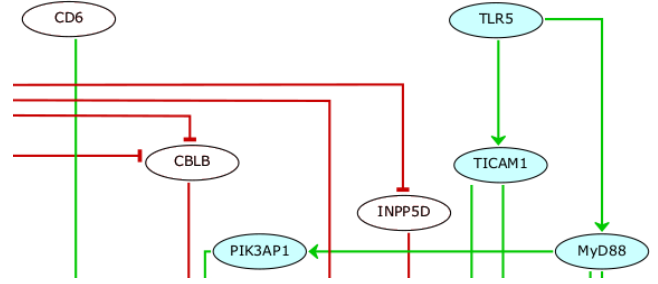 CD6
TLR5
CBLB
TICAM1
INPP5D
PIK3AP1
MyD88